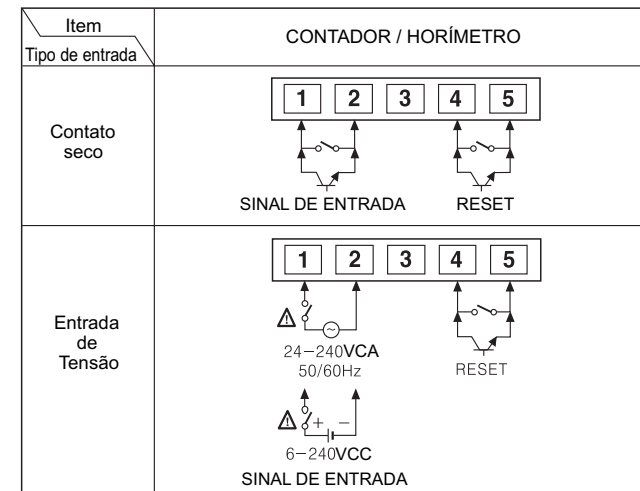 Item
Tipo de entrada
CONTADOR / HORÍMETRO
Contato
seco
1 2 3 4 5
SINAL DE ENTRADA RESET
Entrada
de
Tensão
1 2 3 4 5
24-240VCA
50/60Hz
RESET
+ -
6-240VCC
SINAL DE ENTRADA